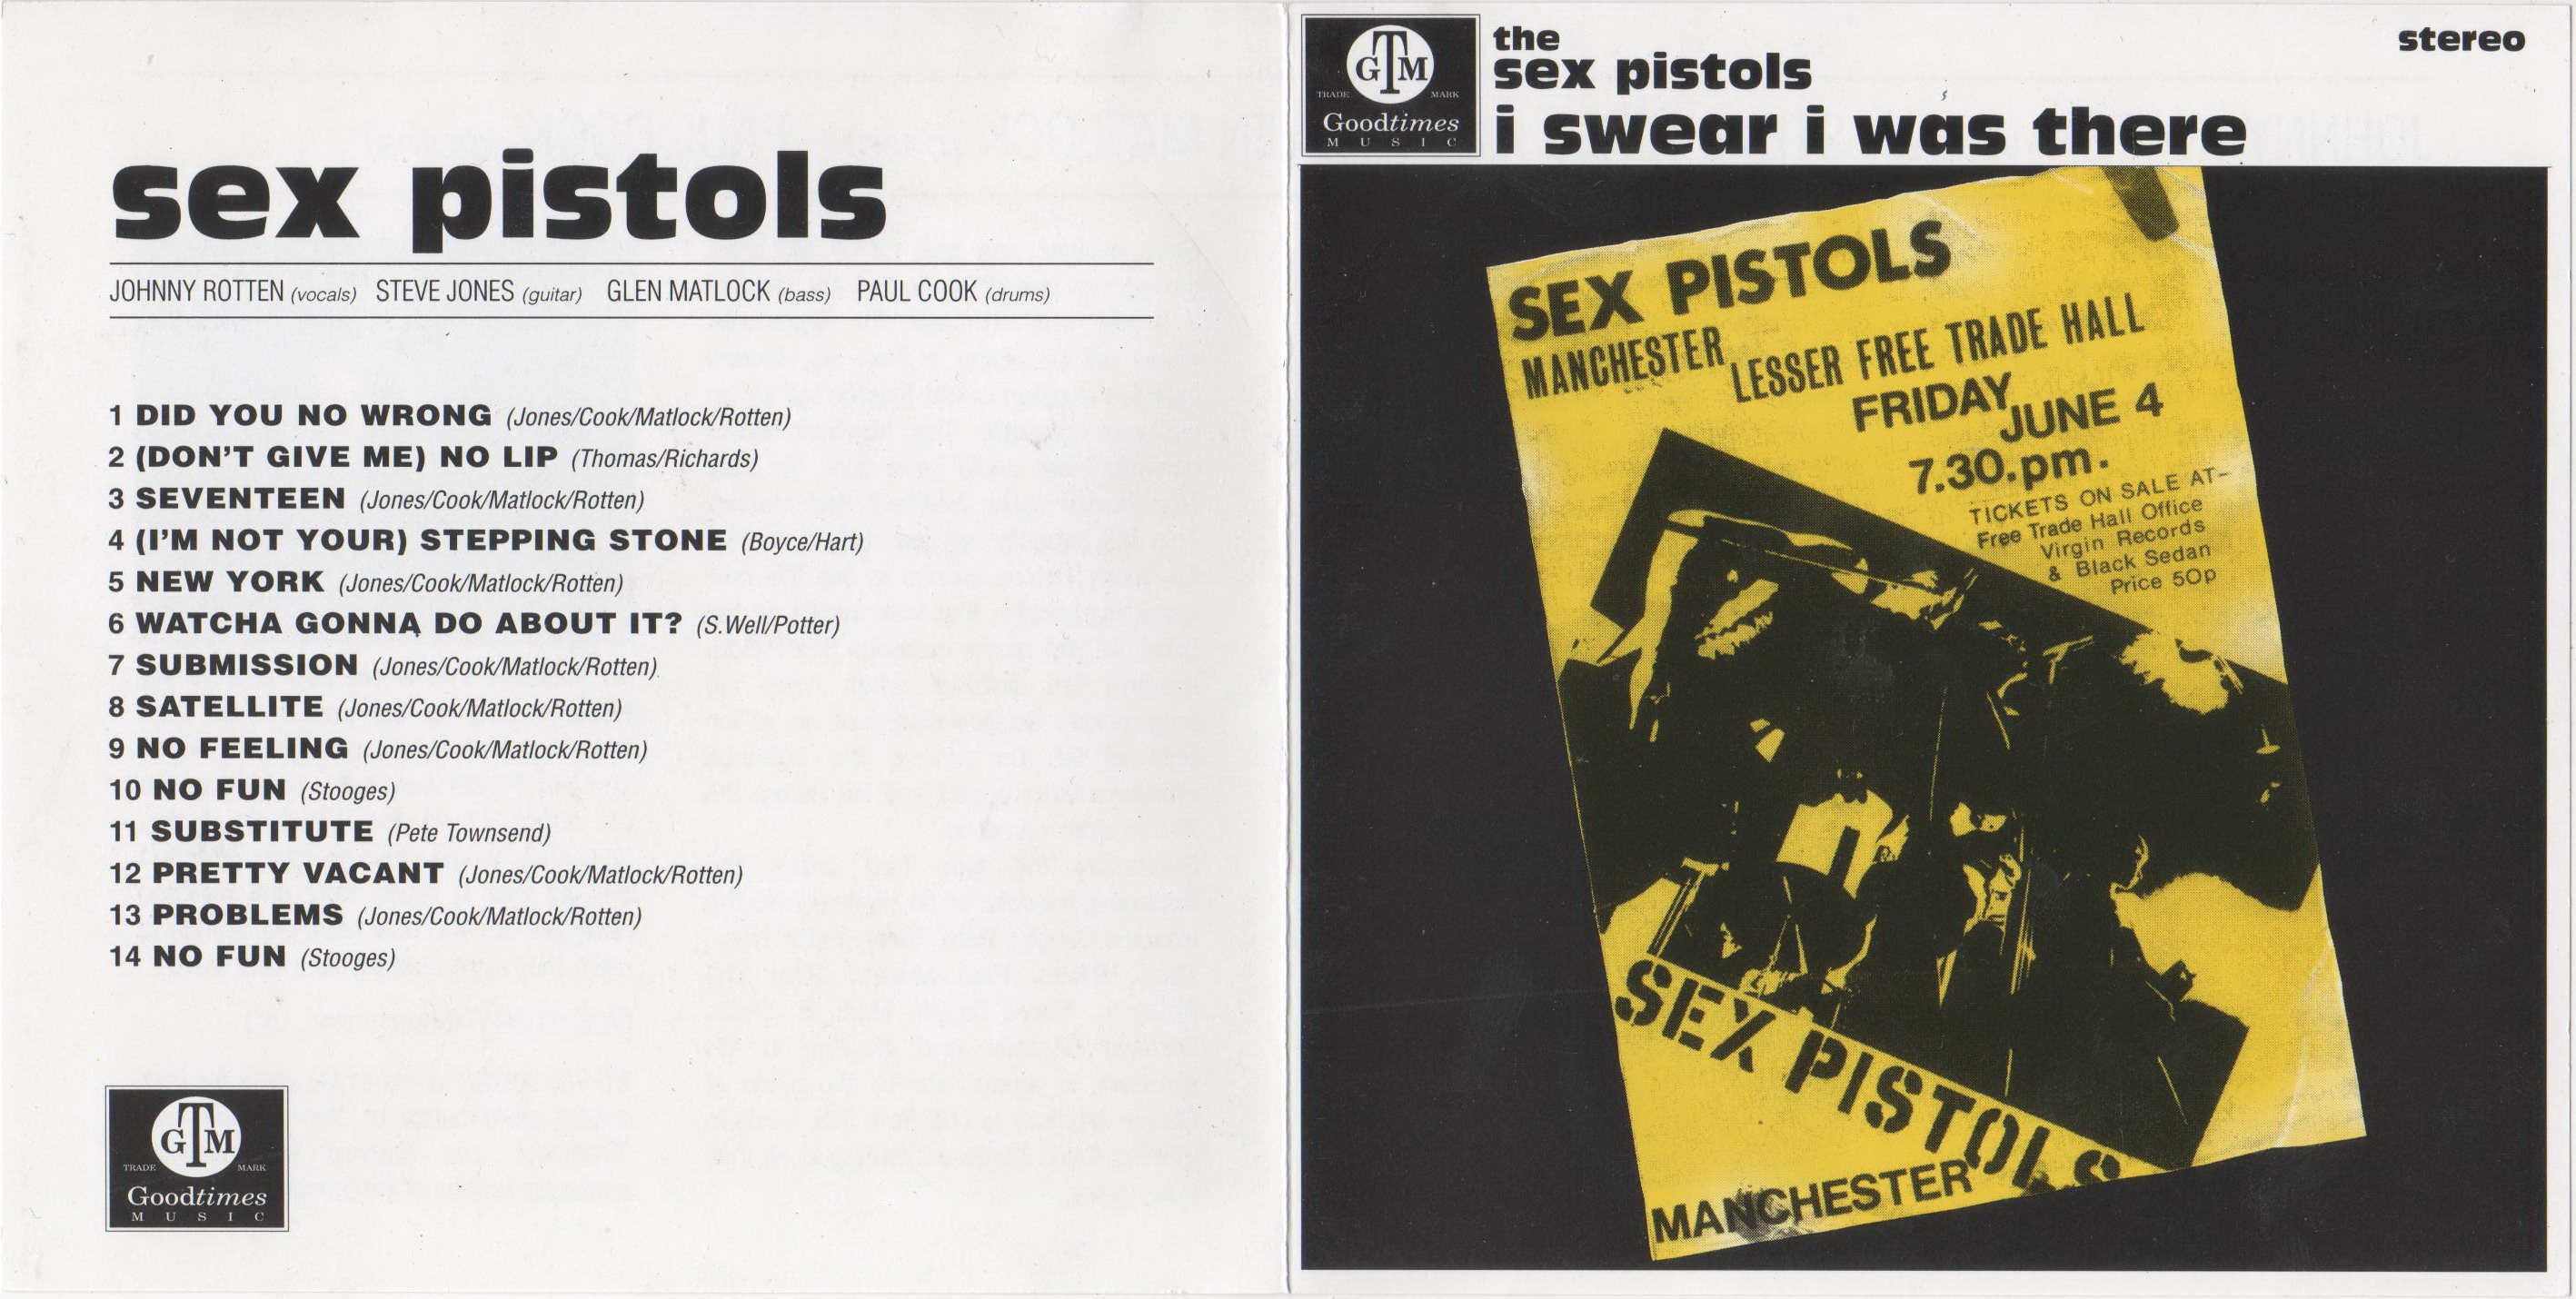 sex pistols
JOHNNY ROTTEN (vocals) STEVE JONES (guitar) GLEN MATLOCK (bass) PAUL COOK (drums)
1 DID YOU NO WRONG (Jones/Cook/Matlock/Rotten)
2 (DON'T GIVE ME) NO LIP (Thomas/Richards)
3 SEVENTEEN (Jones/Cook/Matlock/Rotten)
4 (I'M NOT YOUR) STEPPING STONE (Boyce/Hart)
5 NEW YORK (Jones/Cook/Matlock/Rotten)
6 WATCHA GONNA DO ABOUT IT? (S.Well/Potter)
7 SUBMISSION (Jones/Cook/Matlock/Rotten)
8 SATELLITE (Jones/Cook/Matlock/Rotten)
9 NO FEELING (Jones/Cook/Matlock/Rotten)
10 NO FUN (Stooges)
11 SUBSTITUTE (Pete Townsend)
12 PRETTY VACANT (Jones/Cook/Matlock/Rotten)
13 PROBLEMS (Jones/Cook/Matlock/Rotten)
14 NO FUN (Stooges)
GTM
TRADE MARK
Goodtimes
MUSIC
GTM
TRADE MARK
Goodtimes
MUSIC
the
sex pistols
i swear i was there
stereo
SEX PISTOLS
MANCHESTER LESSER FREE TRADE HALL
FRIDAY JUNE 4
7.30.pm.
TICKETS ON SALE AT-
Free Trade Hall Office
Virgin Records
& Black Sedan
Price 50p
SEX PISTOLS
MANCHESTER